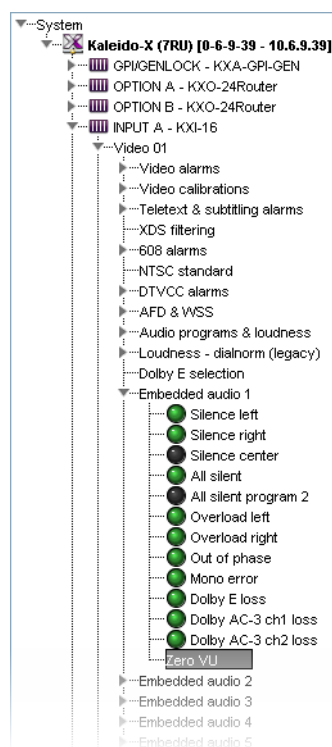 System
Kaleido-X (7RU) [0-6-9-39 - 10.6.9.39]
GPI/GENLOCK - KXA-GPI-GEN
OPTION A - KXO-24Router
OPTION B - KXO-24Router
INPUT A - KXI-16
Video 01
Video alarms
Video calibrations
Teletext & subtitling alarms
XDS filtering
608 alarms
NTSC standard
DTVCC alarms
AFD & WSS
Audio programs & loudness
Loudness - dialnorm (legacy)
Dolby E selection
Embedded audio 1
Silence left
Silence right
Silence center
All silent
All silent program 2
Overload left
Overload right
Out of phase
Mono error
Dolby E loss
Dolby AC-3 ch1 loss
Dolby AC-3 ch2 loss
Zero VU
Embedded audio 2
Embedded audio 3
Embedded audio 4
Embedded audio 5